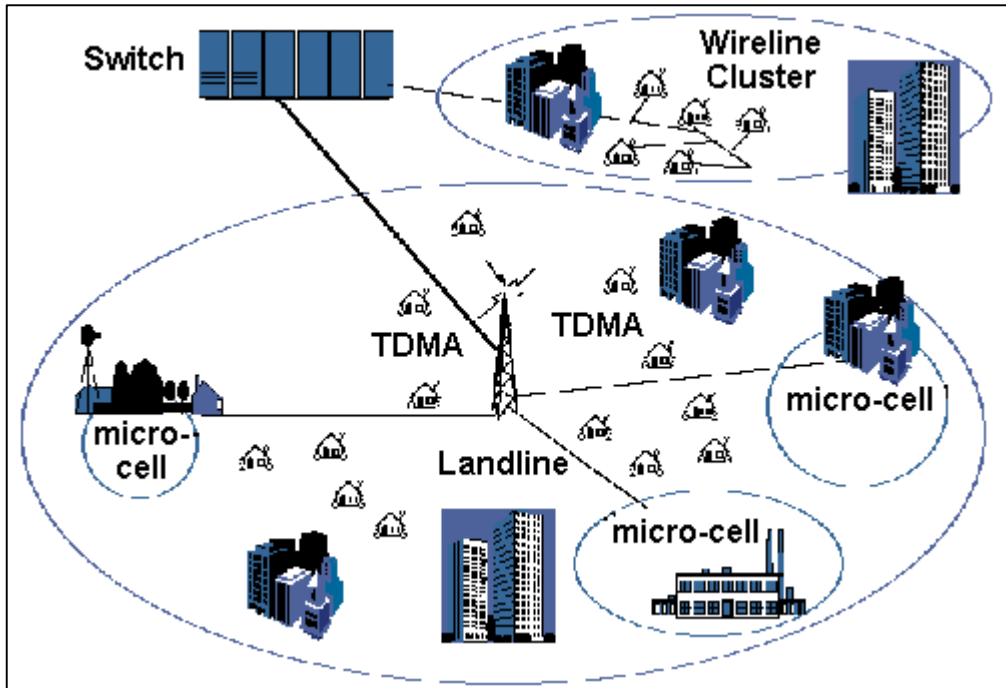 Switch
Wireline
Cluster
TDMA
TDMA
micro-cell
micro-
cell
Landline
micro-cell